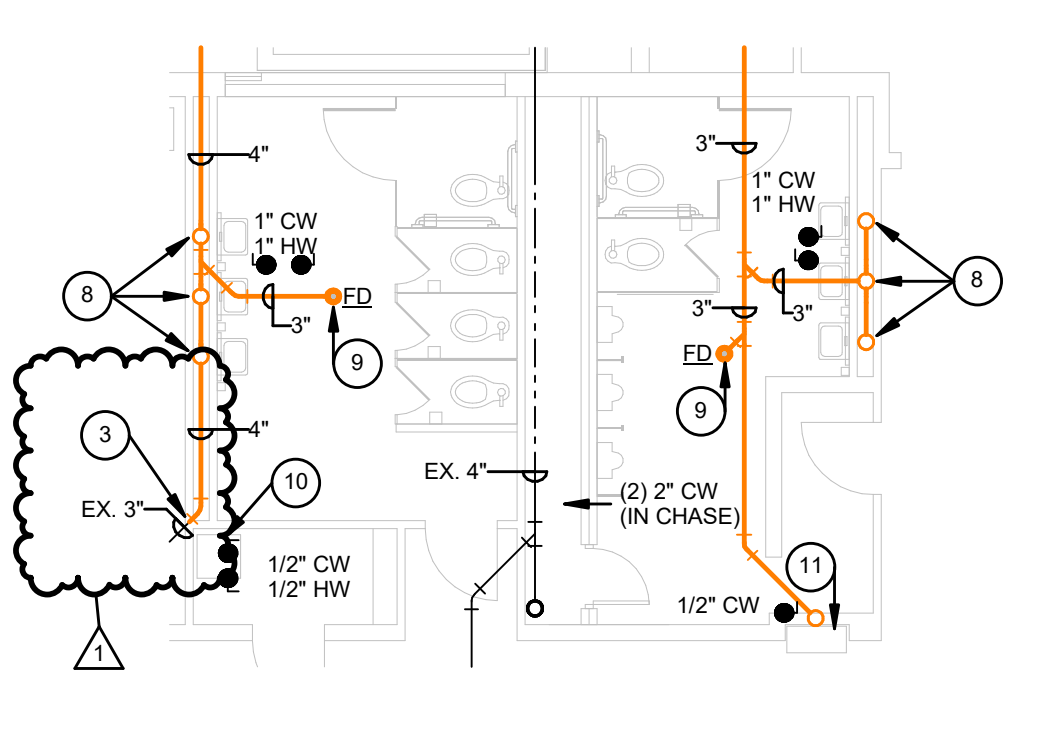 4"
3"
1" CW
1" HW
1" CW
1" HW
8
FD
3"
3"
3"
8
9
FD
9
4"
3
10
EX. 3"
EX. 4"
(2) 2" CW
(IN CHASE)
1/2" CW
1/2" HW
11
1/2" CW
1